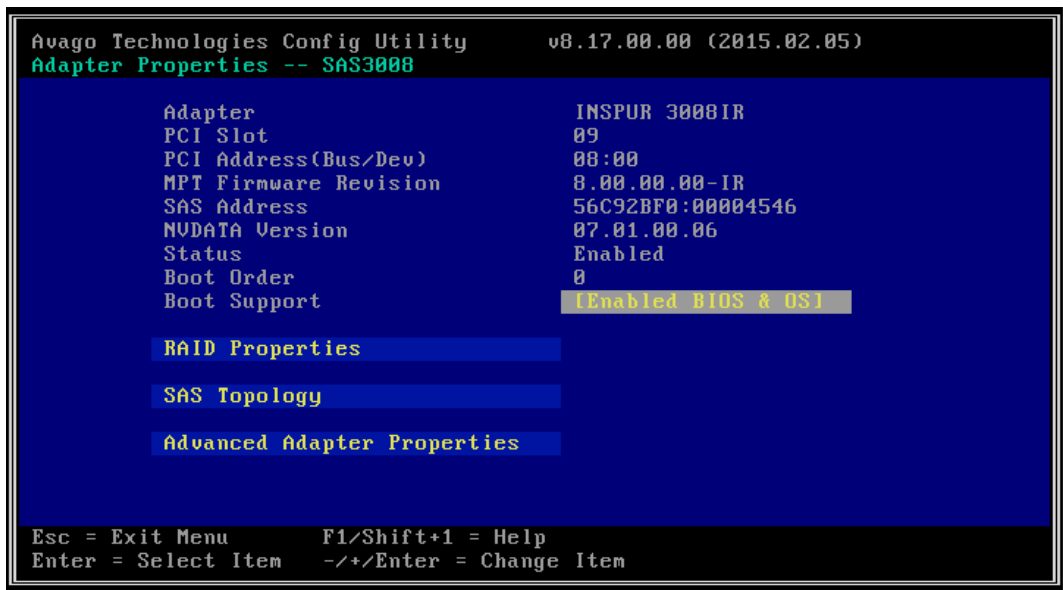 Avago Technologies Config Utility v8.17.00.00 (2015.02.05)
Adapter Properties -- SAS3008
Adapter INSPUR 3008IR
PCI Slot 09
PCI Address(Bus/Dev) 08:00
MPT Firmware Revision 8.00.00.00-IR
SAS Address 56C92BF0:00004546
NVDATA Version 07.01.00.06
Status Enabled
Boot Order 0
Boot Support [Enabled BIOS & OS]
RAID Properties
SAS Topology
Advanced Adapter Properties
Esc = Exit Menu F1/Shift+1 = Help
Enter = Select Item -/+/Enter = Change Item